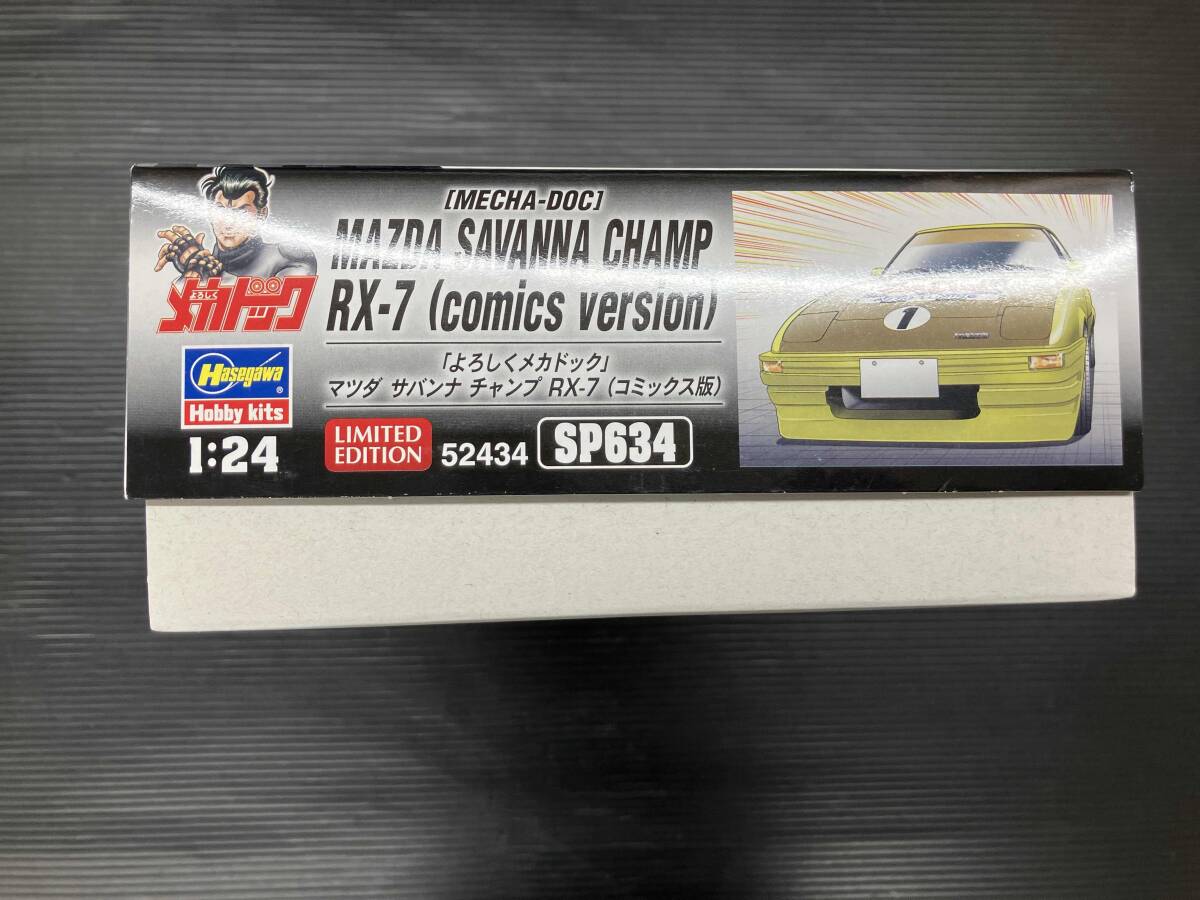 [MECHA-DOC]
MAZDA SAVANNA CHAMP
RX-7 (comics version)
よろしく
メカドック
「よろしくメカドック」
マツダ サバンナ チャンプ RX-7 (コミックス版)
Hasegawa
®
Hobby kits
1:24
LIMITED
EDITION
52434
SP634
1